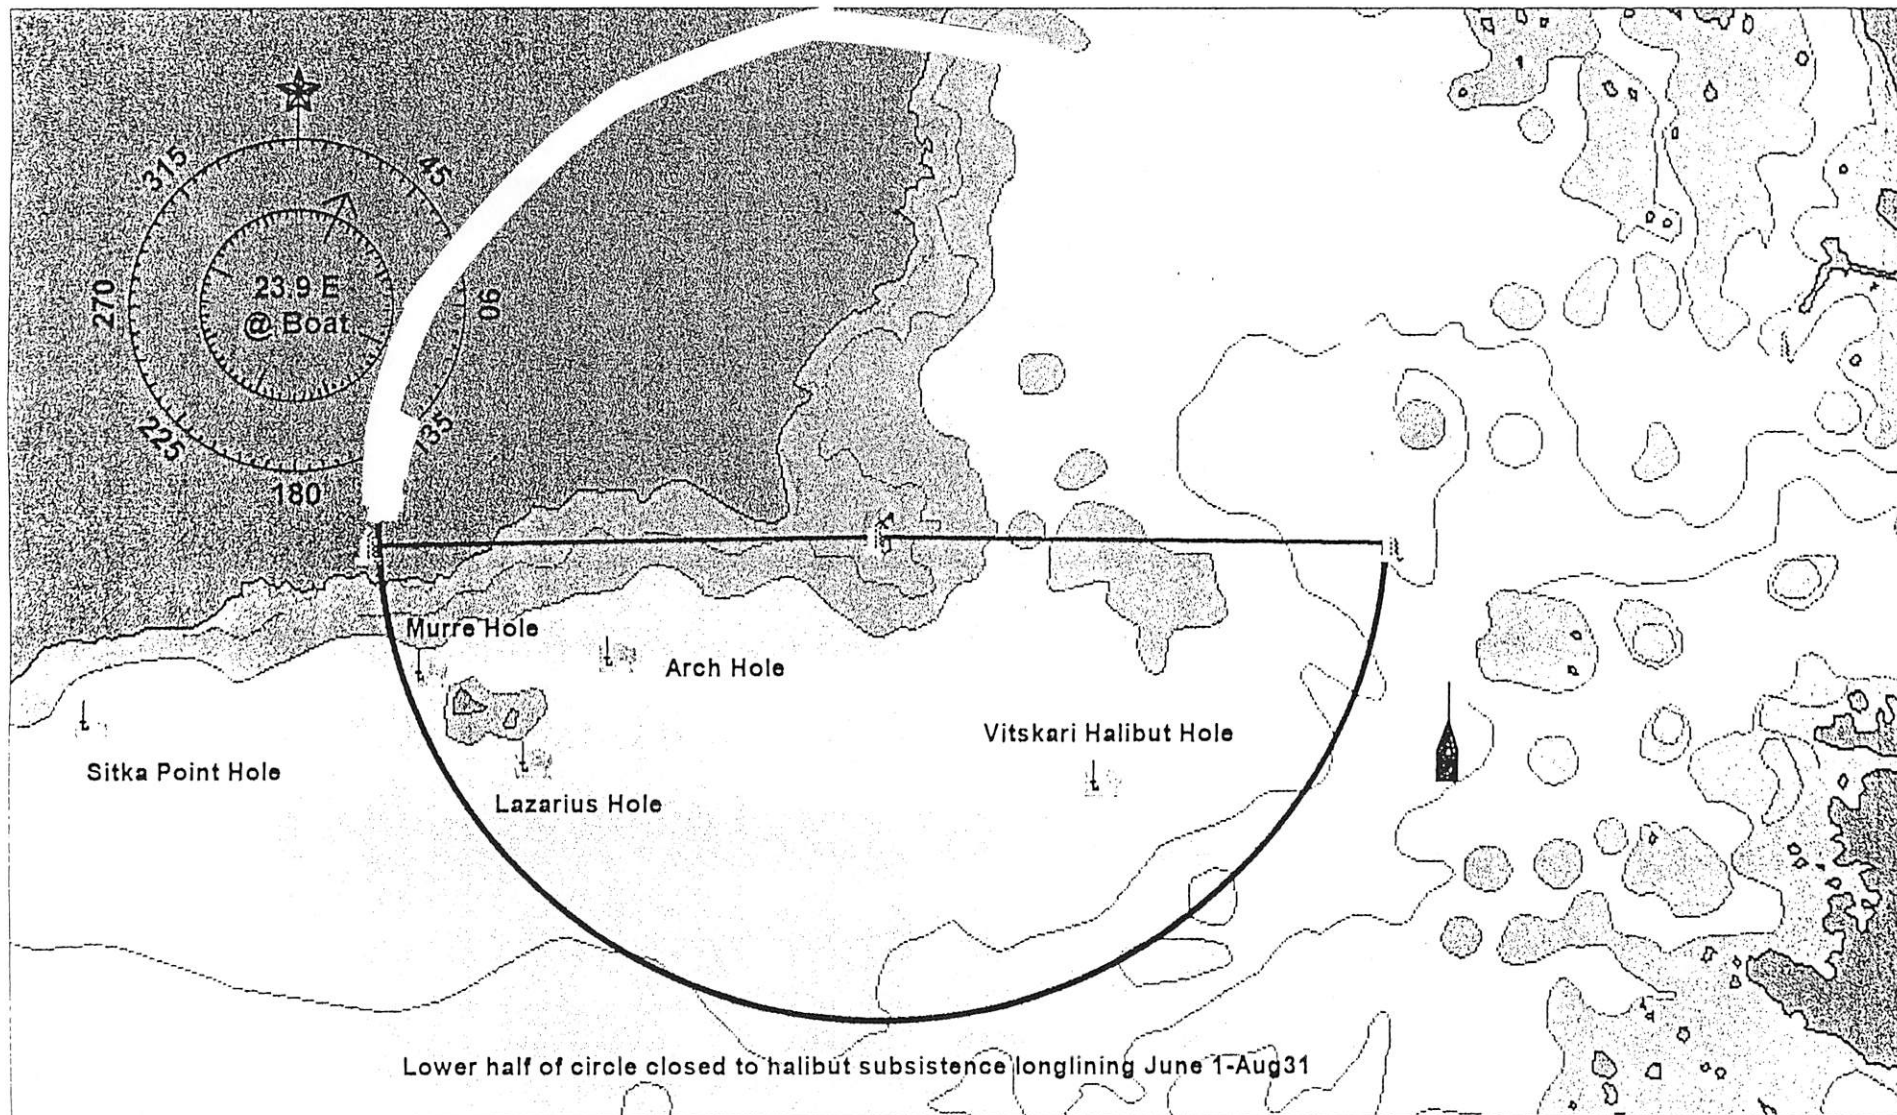 315
45
270
23.9 E
@ Boat
90
225
135
180
Murre Hole
Arch Hole
Vitskari Halibut Hole
Sitka Point Hole
Lazarius Hole
Lower half of circle closed to halibut subsistence longlining June 1-Aug31